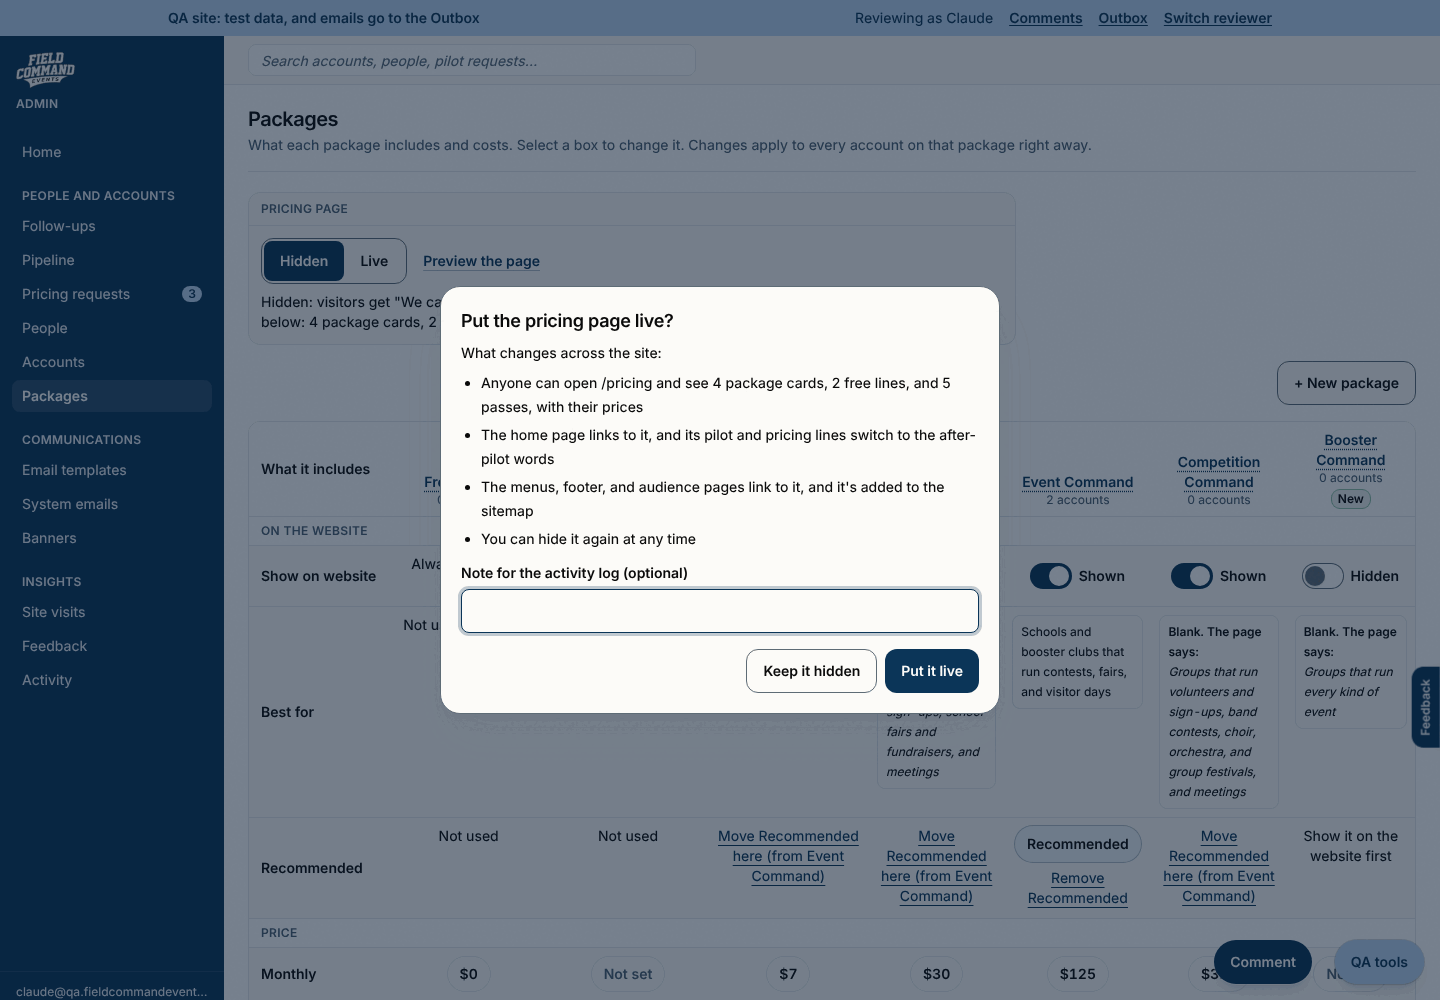 QA site: test data, and emails go to the Outbox
Reviewing as Claude Comments Outbox Switch reviewer
FIELD
COMMAND
EVENTS
ADMIN
Home
PEOPLE AND ACCOUNTS
Follow-ups
Pipeline
Pricing requests 3
People
Accounts
Packages
COMMUNICATIONS
Email templates
System emails
Banners
INSIGHTS
Site visits
Feedback
Activity
claude@qa.fieldcommandevent...
Search accounts, people, pilot requests...
Packages
What each package includes and costs. Select a box to change it. Changes apply to every account on that package right away.
PRICING PAGE
Hidden Live Preview the page
Hidden: visitors get "We
below: 4 package cards, 2
+ New package
Put the pricing page live?
What changes across the site:
• Anyone can open /pricing and see 4 package cards, 2 free lines, and 5
passes, with their prices
• The home page links to it, and its pilot and pricing lines switch to the after-
pilot words
• The menus, footer, and audience pages link to it, and it's added to the
sitemap
• You can hide it again at any time
Note for the activity log (optional)
Keep it hidden Put it live
What it includes
Event Command
2 accounts
Competition
Command
0 accounts
Booster
Command
0 accounts
New
ON THE WEBSITE
Show on website
Shown Shown Hidden
Best for
Not
sign-ups, school
fairs and
fundraisers, and
meetings
Schools and
booster clubs that
run contests, fairs,
and visitor days
Blank. The page
says:
Groups that run
volunteers and
sign-ups, band
contests, choir,
orchestra, and
group festivals,
and meetings
Blank. The page
says:
Groups that run
every kind of
event
Recommended
Not used
Not used
Move Recommended
here (from Event
Command)
Move
Recommended
here (from Event
Command)
Recommended
Remove
Recommended
Move
Recommended
here (from Event
Command)
Show it on the
website first
PRICE
Monthly $0 Not set $7 $30 $125
Feedback
Comment
QA tools